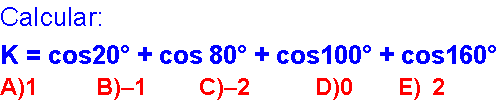 Calcular:
K = cos20° + cos 80° + cos100° + cos160°
A)1 B)–1 C)–2 D)0 E) 2